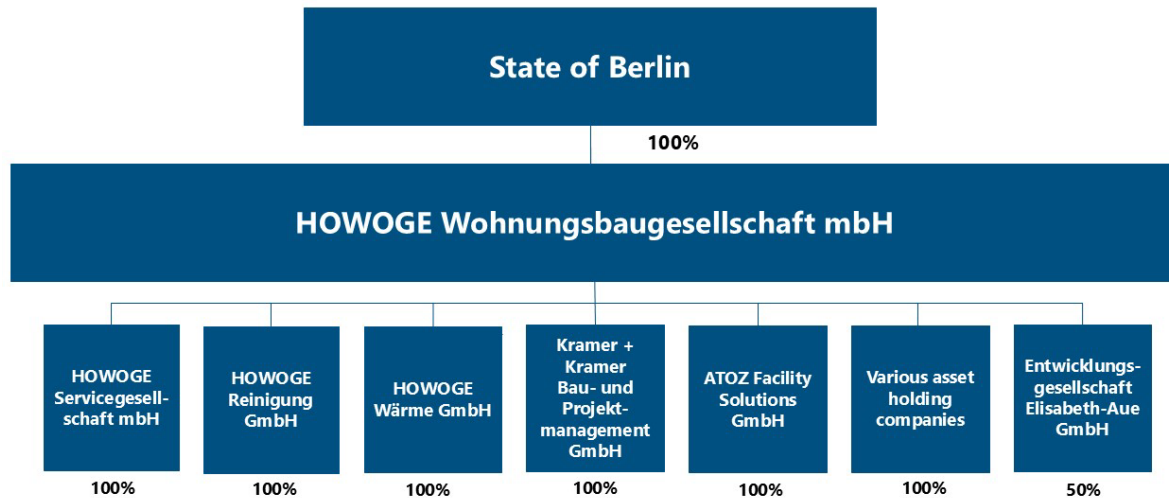 State of Berlin
100%
HOWOGE Wohnungsbaugesellschaft mbH
HOWOGE
Servicegesell-
schaft mbH
100%
HOWOGE
Reinigung
GmbH
100%
HOWOGE
Wärme GmbH
100%
Kramer +
Kramer
Bau- und
Projekt-
management
GmbH
100%
ATOZ Facility
Solutions
GmbH
100%
Various asset
holding
companies
100%
Entwicklungs-
gesellschaft
Elisabeth-Aue
GmbH
50%